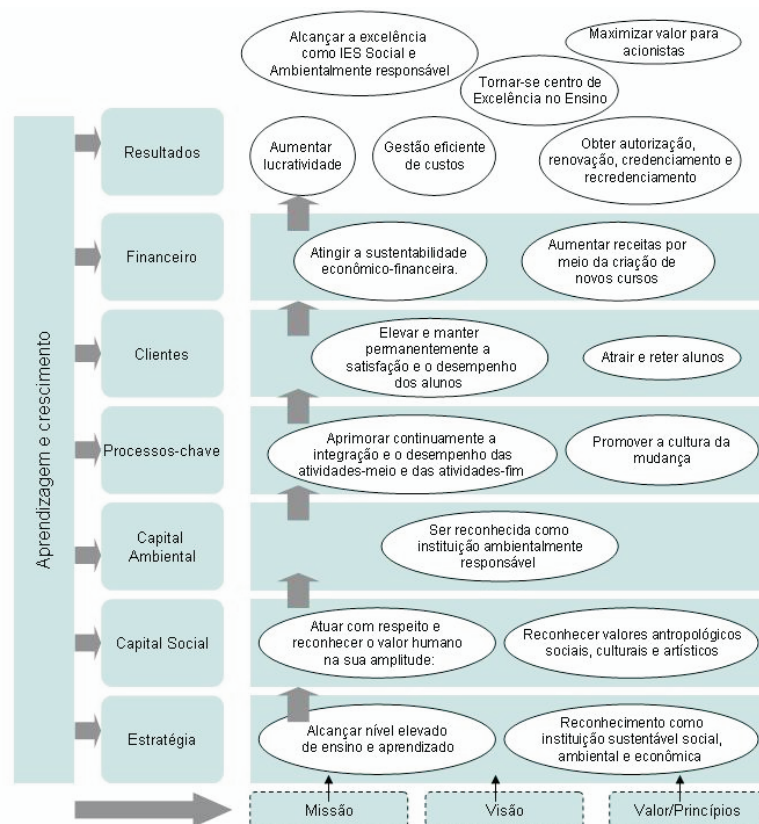 Alcançar a excelência
como IES Social e
Ambientalmente responsável
Maximizar valor para
acionistas
Tornar-se centro de
Excelência no Ensino
Aprendizagem e crescimento
Resultados
Aumentar
lucratividade
Gestão eficiente
de custos
Obter autorização,
renovação, credenciamento e
recredenciamento
Financeiro
Atingir a sustentabilidade
econômico-financeira.
Aumentar receitas por
meio da criação de
novos cursos
Clientes
Elevar e manter
permanentemente a
satisfação e o desempenho
dos alunos
Atrair e reter alunos
Processos-chave
Aprimorar continuamente a
integração e o desempenho das
atividades-meio e das atividades-fim
Promover a cultura da
mudança
Capital
Ambiental
Ser reconhecida como
instituição ambientalmente
responsável
Capital Social
Atuar com respeito e
reconhecer o valor humano
na sua amplitude:
Reconhecer valores antropológicos
sociais, culturais e artísticos
Estratégia
Alcançar nível elevado
de ensino e aprendizado
Reconhecimento como
instituição sustentável social,
ambiental e econômica
Missão
Visão
Valor/Princípios